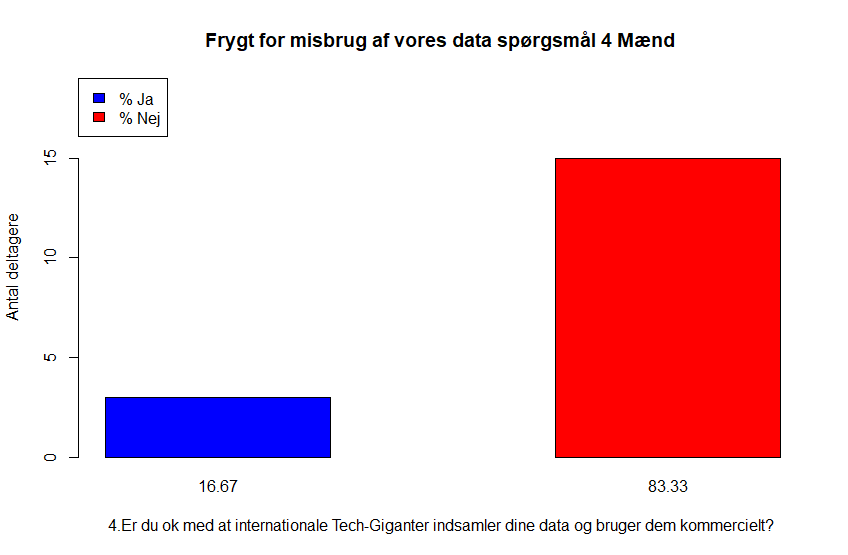 Frygt for misbrug af vores data spørgsmål 4 Mænd
% Ja
% Nej
15
10
5
0
Antal deltagere
16.67
83.33
4.Er du ok med at internationale Tech-Giganter indsamler dine data og bruger dem kommercielt?